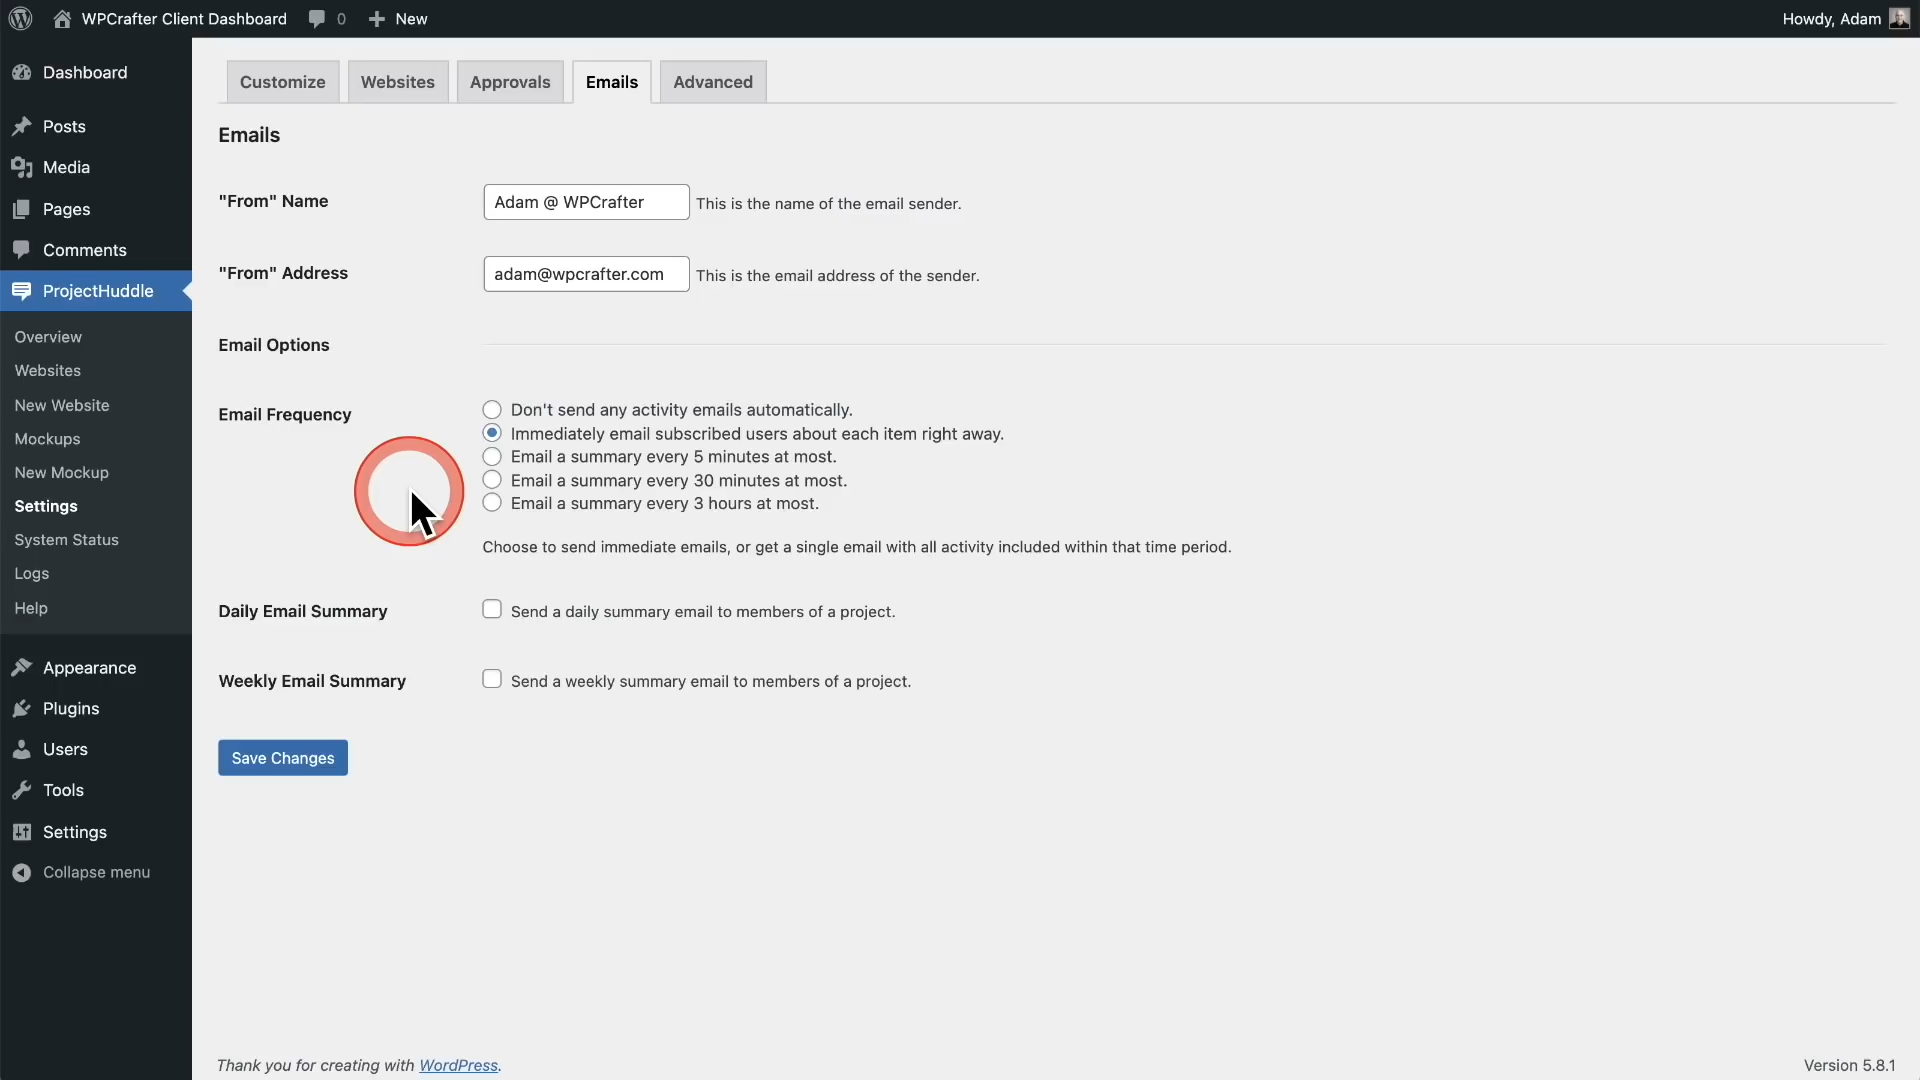 WPCrafter Client Dashboard 0 New Howdy, Adam
Dashboard
Posts
Media
Pages
Comments
ProjectHuddle
Overview
Websites
New Website
Mockups
New Mockup
Settings
System Status
Logs
Help
Appearance
Plugins
Users
Tools
Settings
Collapse menu
Customize Websites Approvals Emails Advanced
Emails
"From" Name Adam @ WPCrafter This is the name of the email sender.
"From" Address adam@wpcrafter.com This is the email address of the sender.
Email Options
Email Frequency
Don't send any activity emails automatically.
Immediately email subscribed users about each item right away.
Email a summary every 5 minutes at most.
Email a summary every 30 minutes at most.
Email a summary every 3 hours at most.
Choose to send immediate emails, or get a single email with all activity included within that time period.
Daily Email Summary Send a daily summary email to members of a project.
Weekly Email Summary Send a weekly summary email to members of a project.
Save Changes
Thank you for creating with WordPress. Version 5.8.1